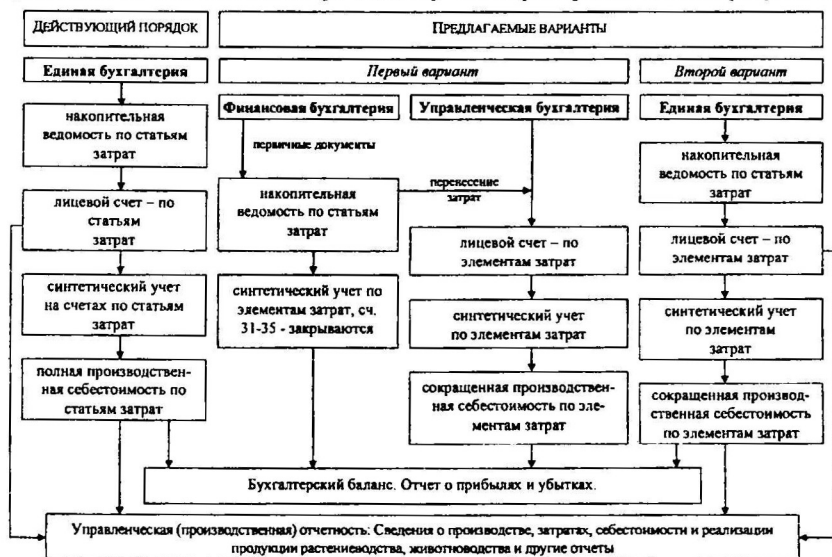 ДЕЙСТВУЮЩИЙ ПОРЯДОК
ПРЕДЛАГАЕМЫЕ ВАРИАНТЫ
Единая бухгалтерия
Первый вариант
Второй вариант
накопительная
ведомость по статьям
затрат
лицевой счет – по
статьям
затрат
синтетический учет
на счетах по статьям
затрат
полная производствен-
ная себестоимость по
статьям затрат
Финансовая бухгалтерия
первичные документы
накопительная
ведомость по статьям
затрат
синтетический учет по
элементам затрат, сч.
31-35 - закрываются
Управленческая бухгалтерия
перенесение
затрат
лицевой счет – по
элементам затрат
синтетический учет
по элементам затрат
сокращенная производствен-
ная себестоимость по эле-
ментам затрат
Единая бухгалтерия
накопительная
ведомость по статьям
затрат
лицевой счет – по
элементам затрат
синтетический учет
по элементам
затрат
сокращенная производ-
ственная себестоимость
по элементам затрат
Бухгалтерский баланс. Отчет о прибылях и убытках.
Управленческая (производственная) отчетность: Сведения о производстве, затратах, себестоимости и реализации
продукции растениеводства, животноводства и другие отчеты